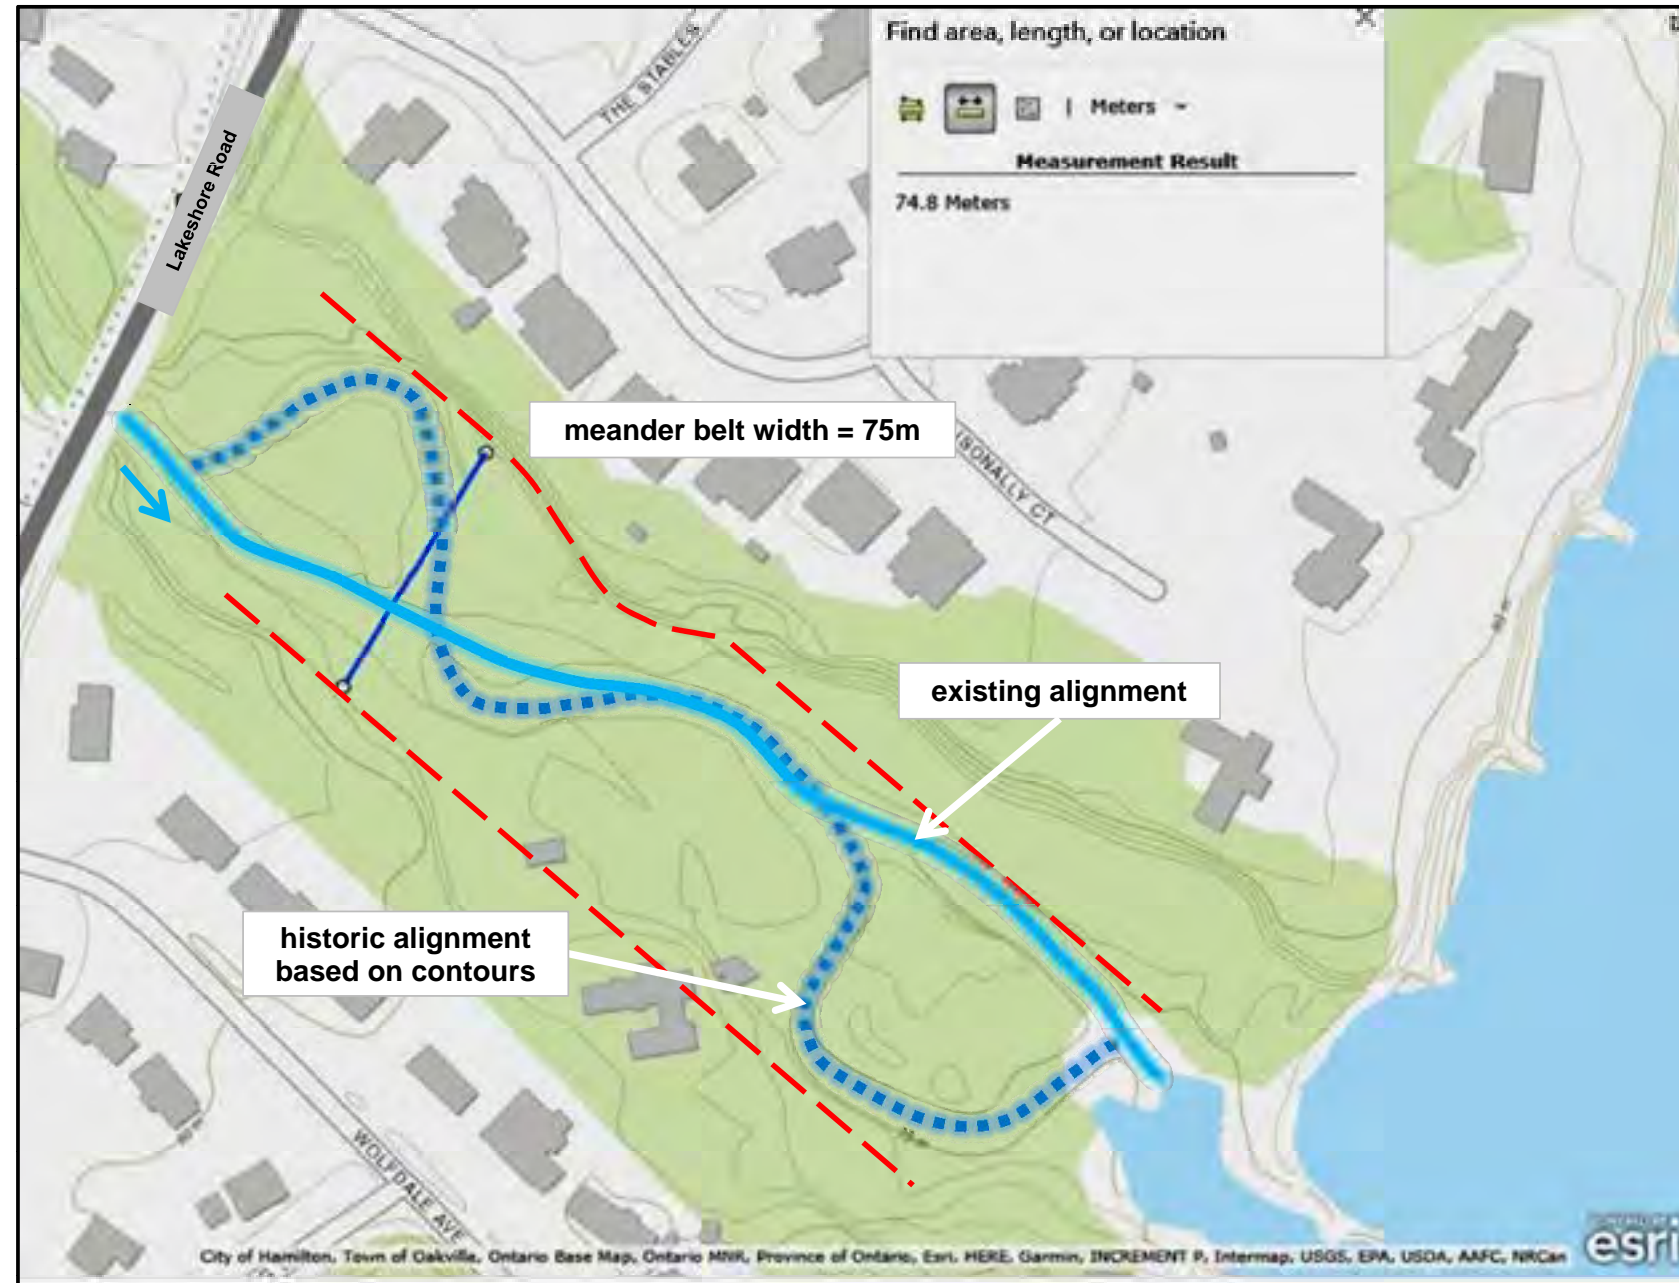 Find area, length, or location
Meters
Measurement Result
74.8 Meters
THE STABLES
Lakeshore Road
meander belt width = 75m
SONALLY CT
existing alignment
historic alignment
based on contours
WOLFDALE AVE
City of Hamilton, Town of Oakville, Ontario Base Map, Ontario MNR, Province of Ontario, Esri, HERE, Garmin, INCREMENT P, Intermap, USGS, EPA, USDA, AAFC, NRCan
esri